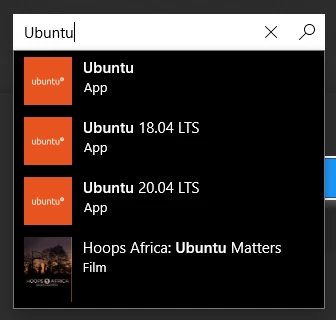 Ubuntu
ubuntu
Ubuntu
App
ubuntu
Ubuntu 18.04 LTS
App
ubuntu
Ubuntu 20.04 LTS
App
HOOPS AFRICA
Hoops Africa: Ubuntu Matters
Film